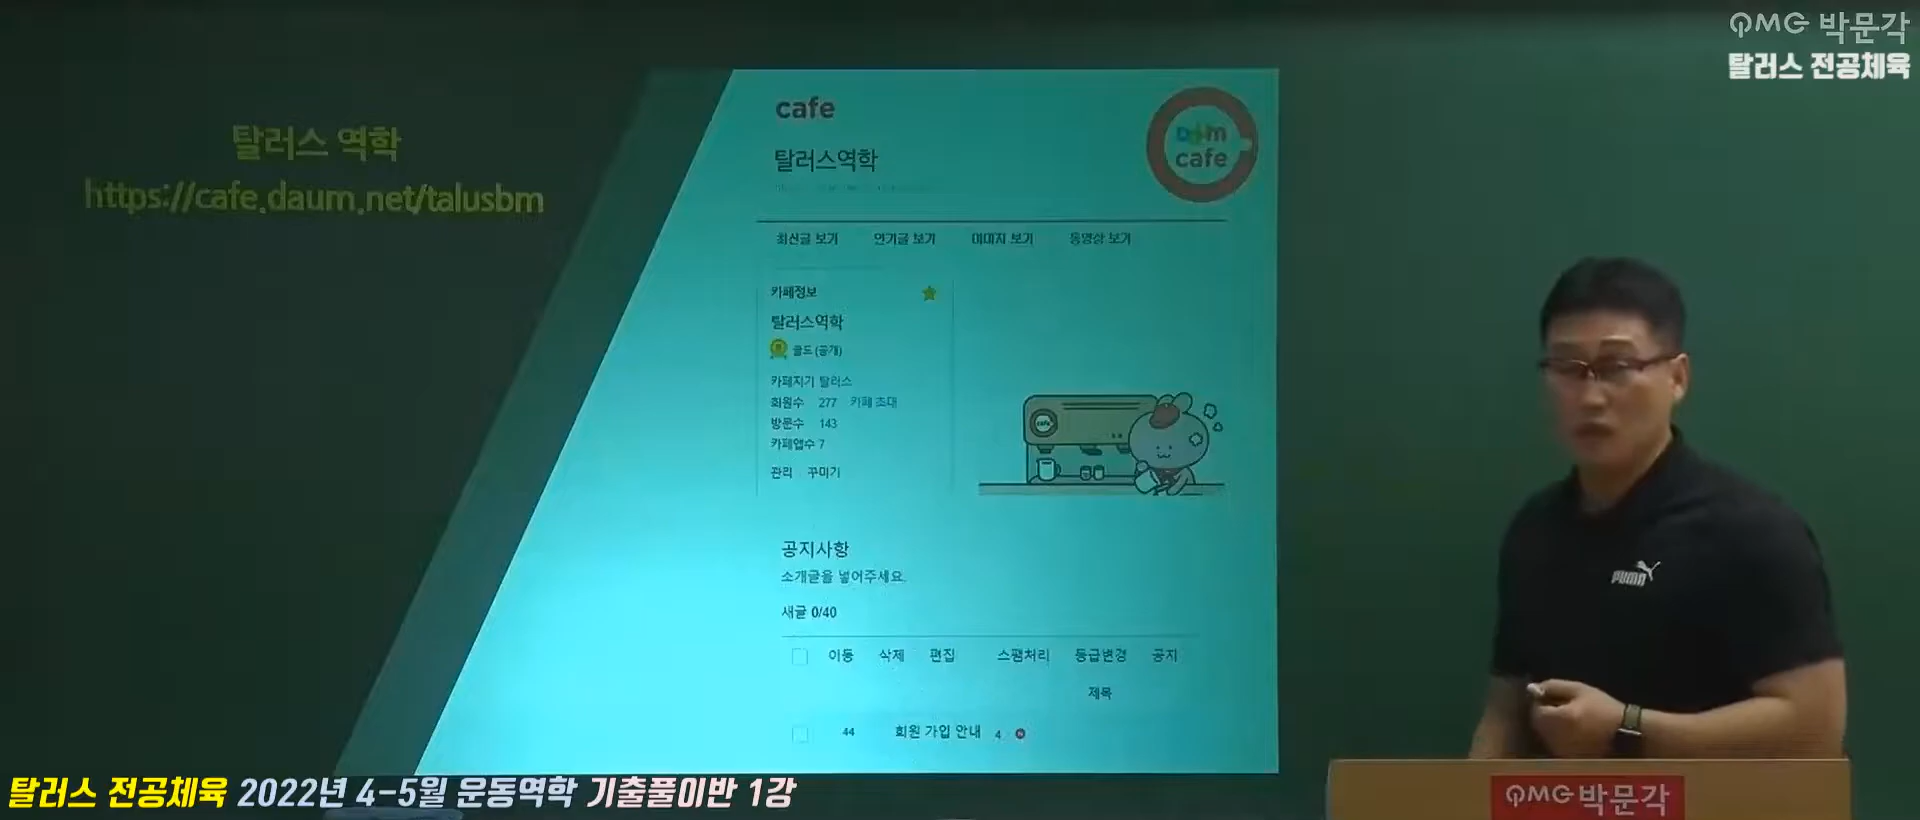 PMG 박문각
탈러스 전공체육
탈러스 역학
https://cafe.daum.net/talusbm
cafe
탈러스역학
cafe
최신글 보기 인기글 보기 이미지 보기 동영상 보기
카페정보
탈러스역학
골드 (공개)
카페지기 탈러스
회원수 277 카페 초대
방문수 143
카페앱수 7
관리 꾸미기
cafe
공지사항
소개글을 넣어주세요.
새글 0/40
이동 삭제 편집 스팸처리 등급변경 공지
제목
44 회원 가입 안내 4 N
PUMA
PMG 박문각
탈러스 전공체육 2022년 4-5월 운동역학 기출풀이반 1강